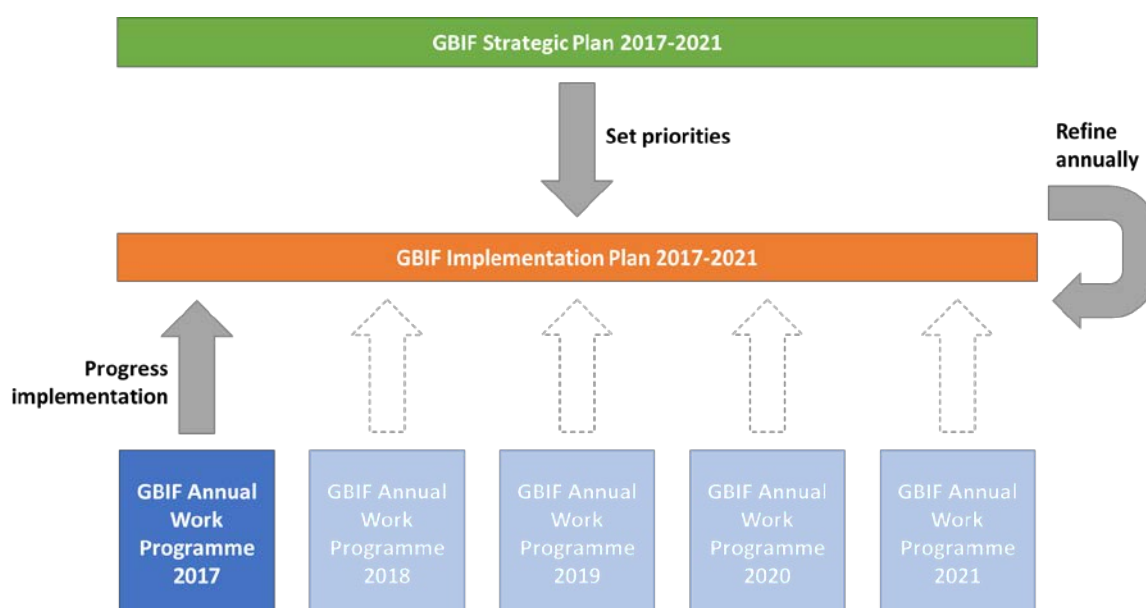 GBIF Strategic Plan 2017-2021
Set priorities
Refine
annually
GBIF Implementation Plan 2017-2021
Progress
implementation
GBIF Annual
Work
Programme
2017
GBIF Annual
Work
Programme
2018
GBIF Annual
Work
Programme
2019
GBIF Annual
Work
Programme
2020
GBIF Annual
Work
Programme
2021